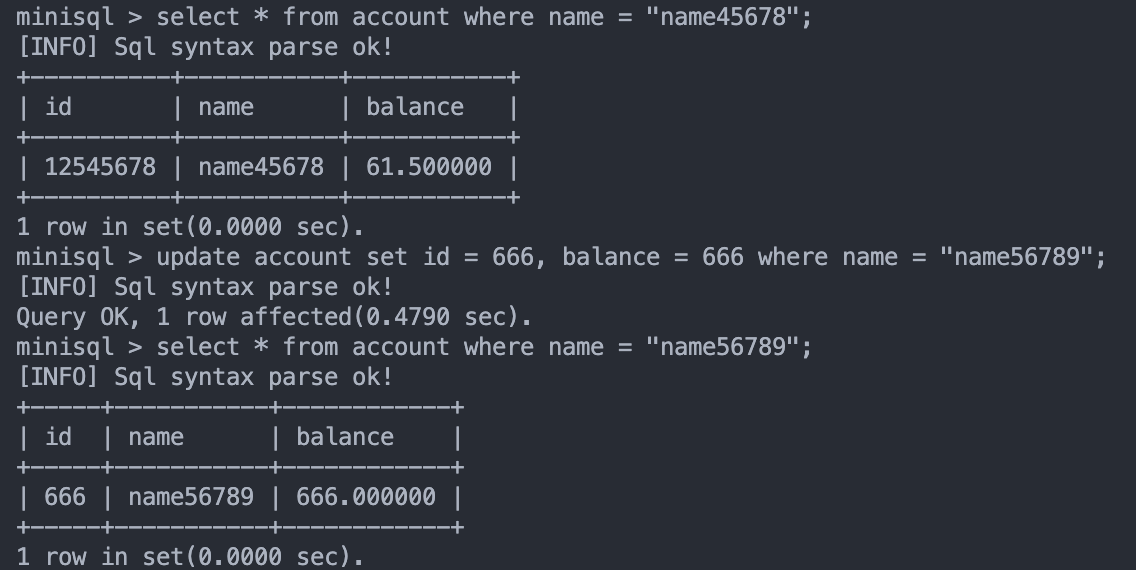 minisql > select * from account where name = "name45678";
[INFO] Sql syntax parse ok!
+----------+-----------+-----------+
| id       | name      | balance   |
+----------+-----------+-----------+
| 12545678 | name45678 | 61.500000 |
+----------+-----------+-----------+
1 row in set(0.0000 sec).
minisql > update account set id = 666, balance = 666 where name = "name56789";
[INFO] Sql syntax parse ok!
Query OK, 1 row affected(0.4790 sec).
minisql > select * from account where name = "name56789";
[INFO] Sql syntax parse ok!
+-----+-----------+------------+
| id  | name      | balance    |
+-----+-----------+------------+
| 666 | name56789 | 666.000000 |
+-----+-----------+------------+
1 row in set(0.0000 sec).